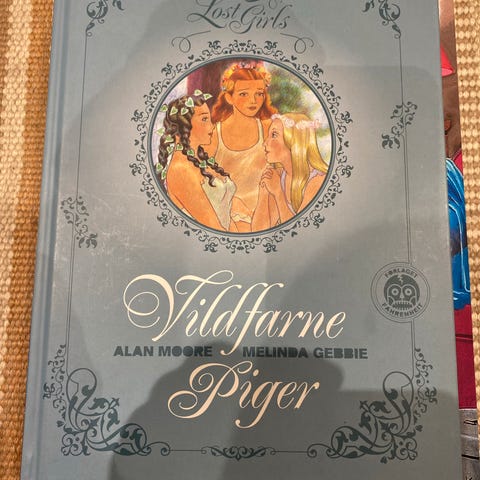 Lost Girls
Vildfarne
ALAN MOORE MELINDA GEBBIE
Piger
FORLAGET
FAHRENHEIT